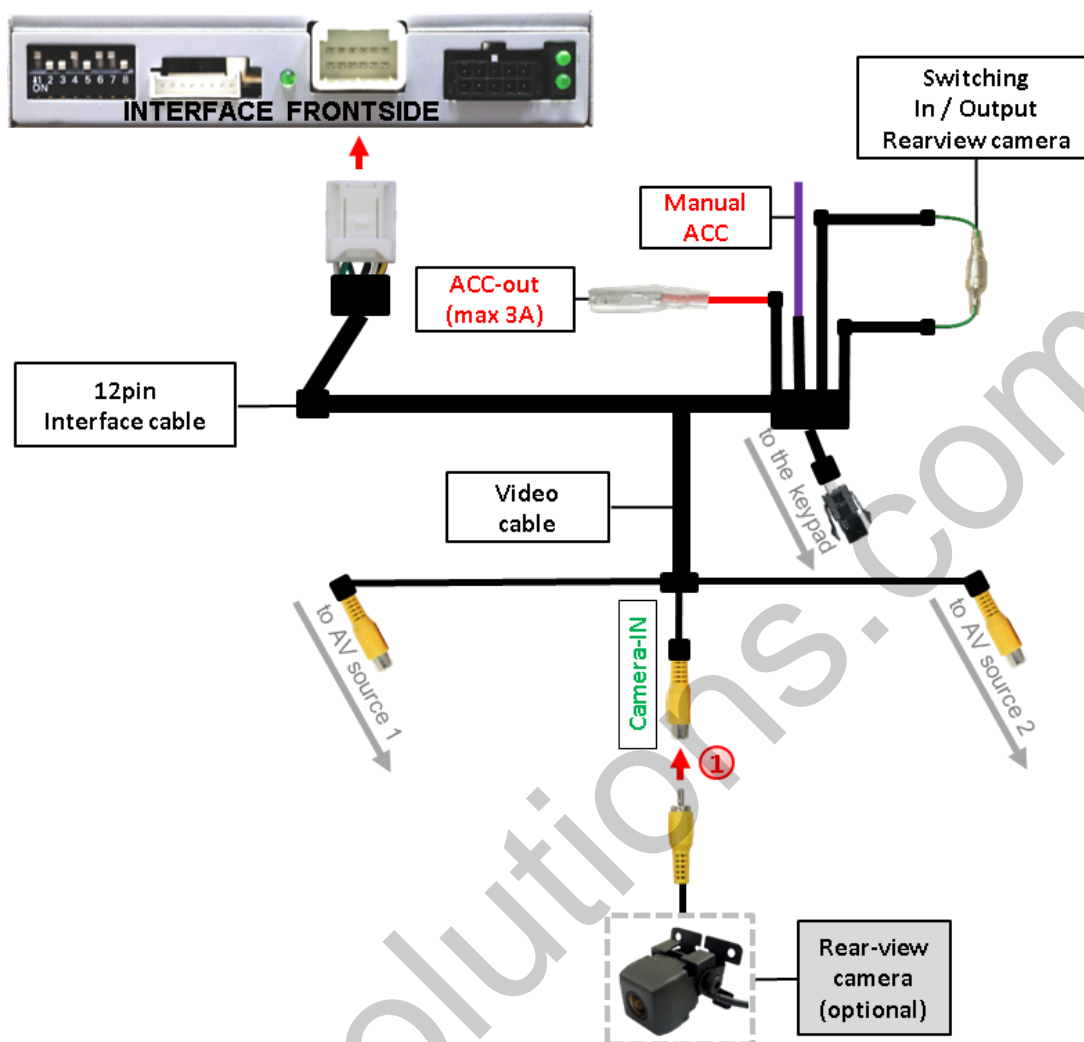 ON
1 2 3 4 5 6 7 8
INTERFACE FRONTSIDE
Switching
In / Output
Rearview camera
Manual
ACC
ACC-out
(max 3A)
12pin
Interface cable
to the keypad
Video
cable
to AV source 1
Camera-IN
to AV source 2
1
Rear-view
camera
(optional)
olutions.com